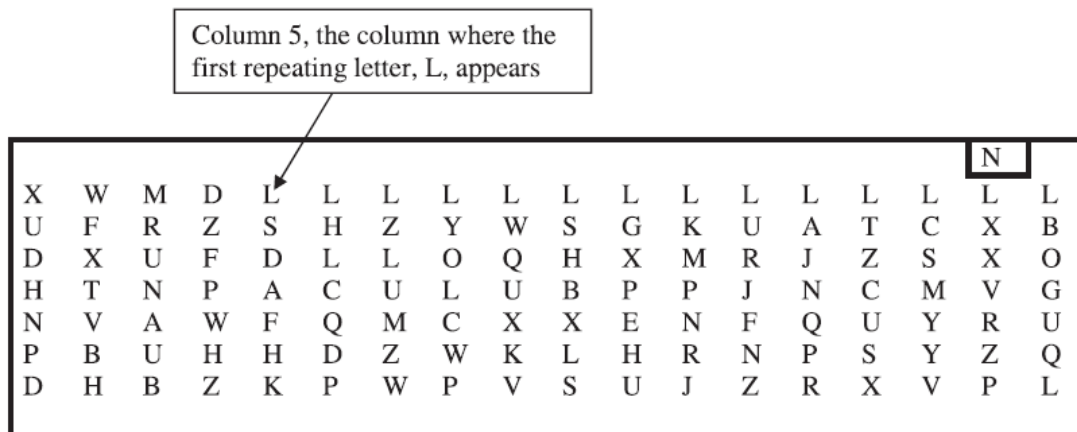 Column 5, the column where the
first repeating letter, L, appears
N
X W M D L L L L L L L L L L L L L L
U F R Z S H Z Y W S G K U A T C X B
D X U F D L L O Q H X M R J Z S X O
H T N P A C U L U B P P J N C M V G
N V A W F Q M C X X E N F Q U Y R U
P B U H H D Z W K L H R N P S Y Z Q
D H B Z K P W P V S U J Z R X V P L